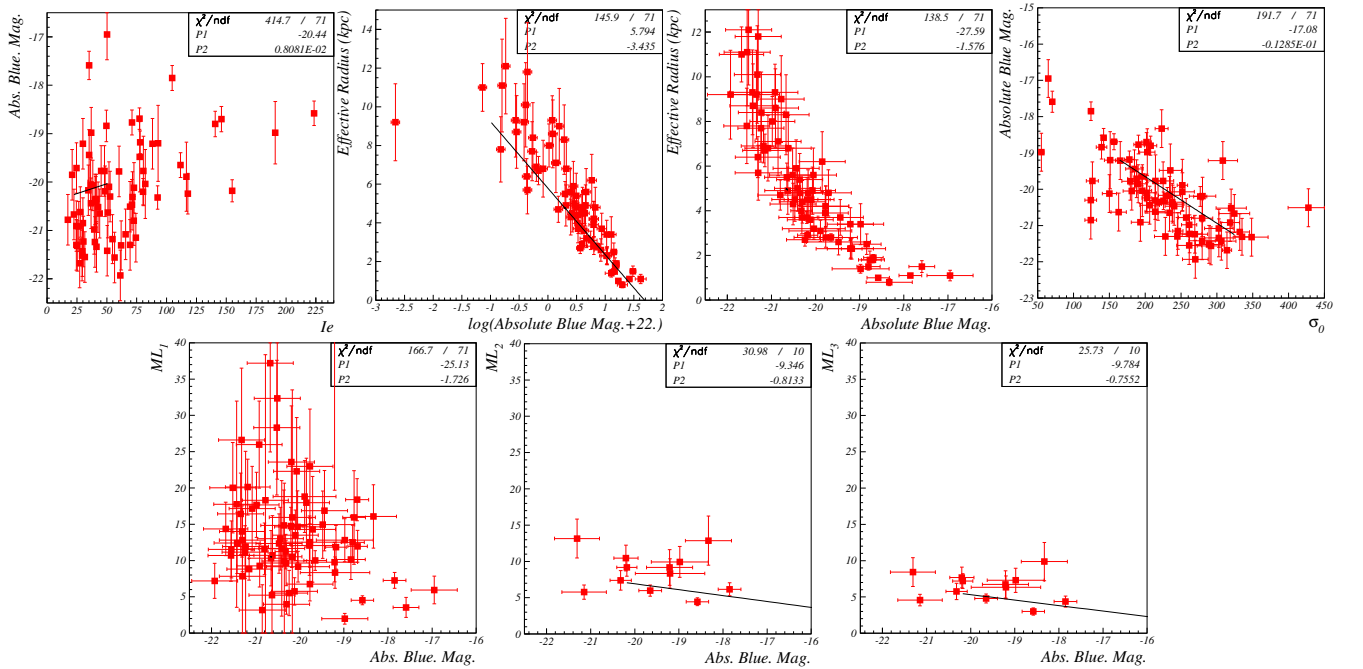 χ²/ndf 414.7 / 71
P1 -20.44
P2 0.8081E-02
Abs. Blue. Mag.
-17
-18
-19
-20
-21
-22
0 25 50 75 100 125 150 175 200 225
Ie
χ²/ndf 145.9 / 71
P1 5.794
P2 -3.435
Effective Radius (kpc)
14
12
10
8
6
4
2
0
-3 -2.5 -2 -1.5 -1 -0.5 0 0.5 1 1.5 2
log(Absolute Blue Mag.+22.)
χ²/ndf 138.5 / 71
P1 -27.59
P2 -1.576
Effective Radius (kpc)
12
10
8
6
4
2
0
-22 -21 -20 -19 -18 -17 -16
Absolute Blue Mag.
χ²/ndf 191.7 / 71
P1 -17.08
P2 -0.1285E-01
Absolute Blue Mag.
-15
-16
-17
-18
-19
-20
-21
-22
-23
50 100 150 200 250 300 350 400 450
σ₀
χ²/ndf 166.7 / 71
P1 -25.13
P2 -1.726
ML₁
40
35
30
25
20
15
10
5
0
-22 -21 -20 -19 -18 -17 -16
Abs. Blue. Mag.
χ²/ndf 30.98 / 10
P1 -9.346
P2 -0.8133
ML₂
40
35
30
25
20
15
10
5
0
-22 -21 -20 -19 -18 -17 -16
Abs. Blue. Mag.
χ²/ndf 25.73 / 10
P1 -9.784
P2 -0.7552
ML₃
40
35
30
25
20
15
10
5
0
-22 -21 -20 -19 -18 -17 -16
Abs. Blue. Mag.